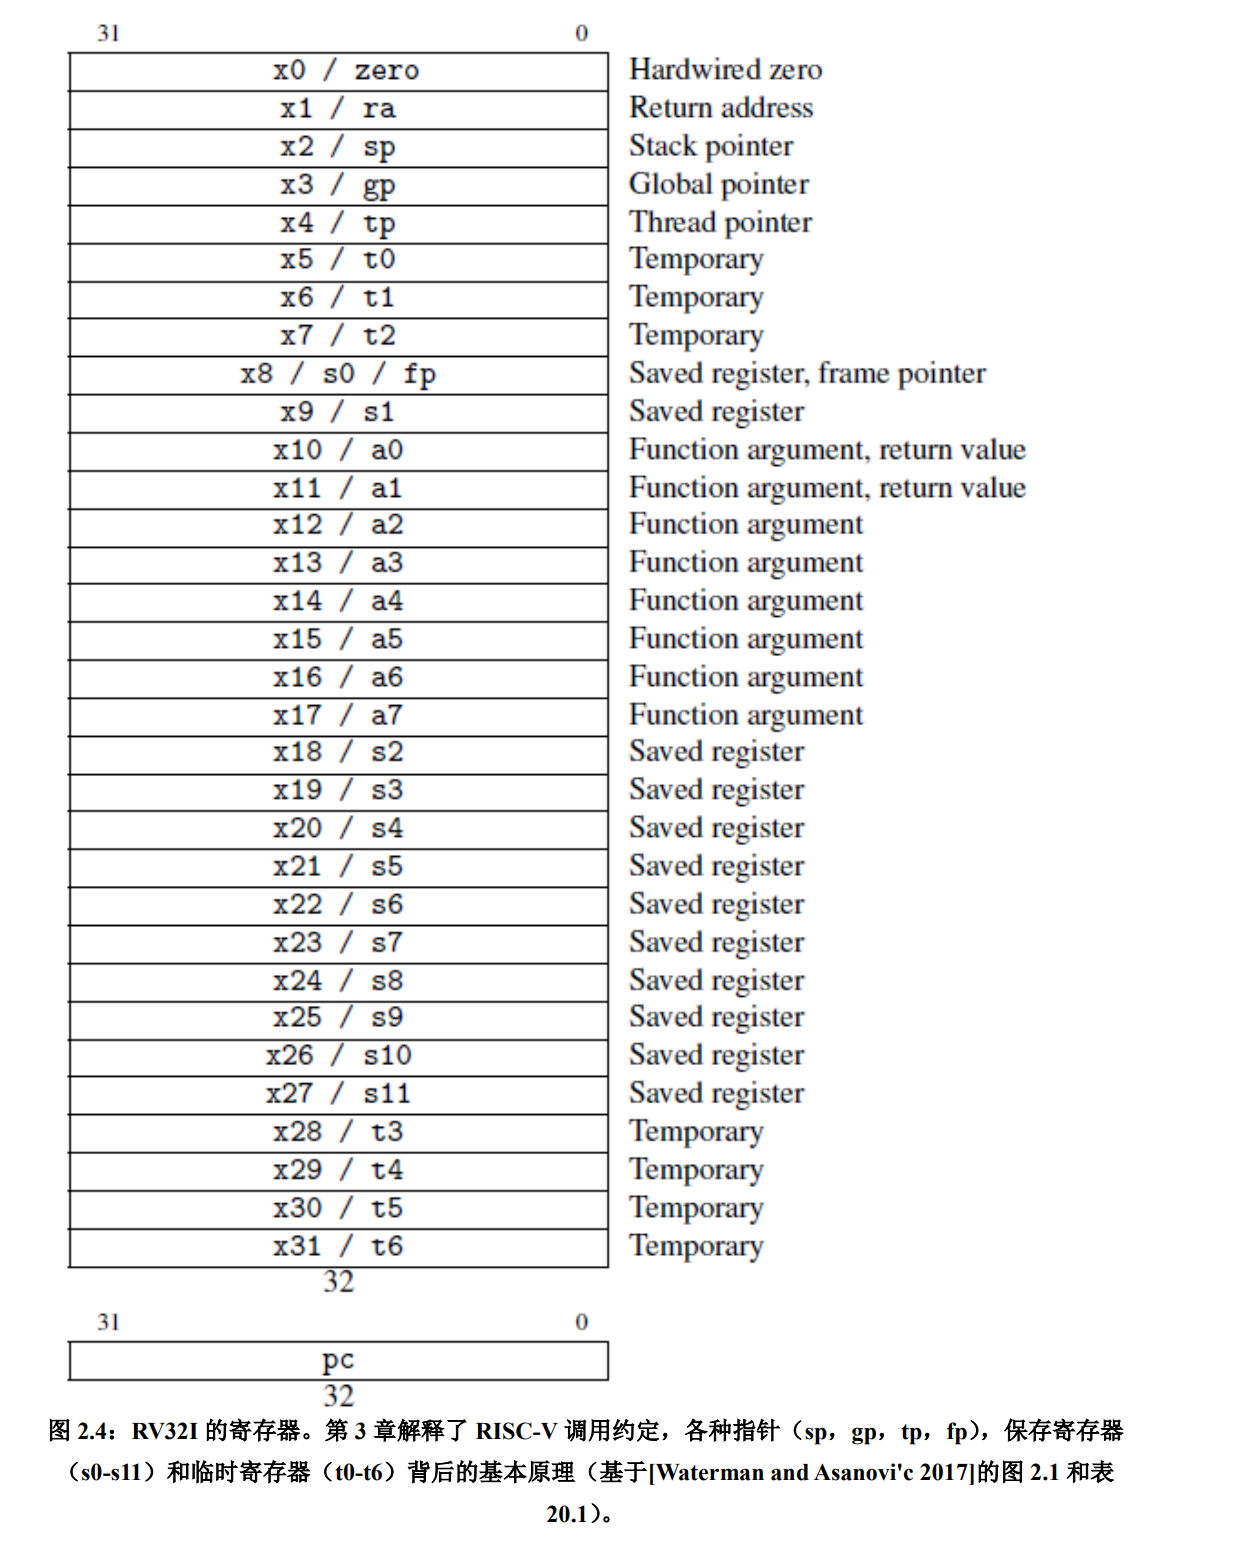 31 0
x0 / zero Hardwired zero
x1 / ra Return address
x2 / sp Stack pointer
x3 / gp Global pointer
x4 / tp Thread pointer
x5 / t0 Temporary
x6 / t1 Temporary
x7 / t2 Temporary
x8 / s0 / fp Saved register, frame pointer
x9 / s1 Saved register
x10 / a0 Function argument, return value
x11 / a1 Function argument, return value
x12 / a2 Function argument
x13 / a3 Function argument
x14 / a4 Function argument
x15 / a5 Function argument
x16 / a6 Function argument
x17 / a7 Function argument
x18 / s2 Saved register
x19 / s3 Saved register
x20 / s4 Saved register
x21 / s5 Saved register
x22 / s6 Saved register
x23 / s7 Saved register
x24 / s8 Saved register
x25 / s9 Saved register
x26 / s10 Saved register
x27 / s11 Saved register
x28 / t3 Temporary
x29 / t4 Temporary
x30 / t5 Temporary
x31 / t6 Temporary
32
31 0
pc
32
图 2.4：RV32I 的寄存器。第 3 章解释了 RISC-V 调用约定，各种指针（sp，gp，tp，fp），保存寄存器
（s0-s11）和临时寄存器（t0-t6）背后的基本原理（基于[Waterman and Asanovi'c 2017]的图 2.1 和表
20.1）。